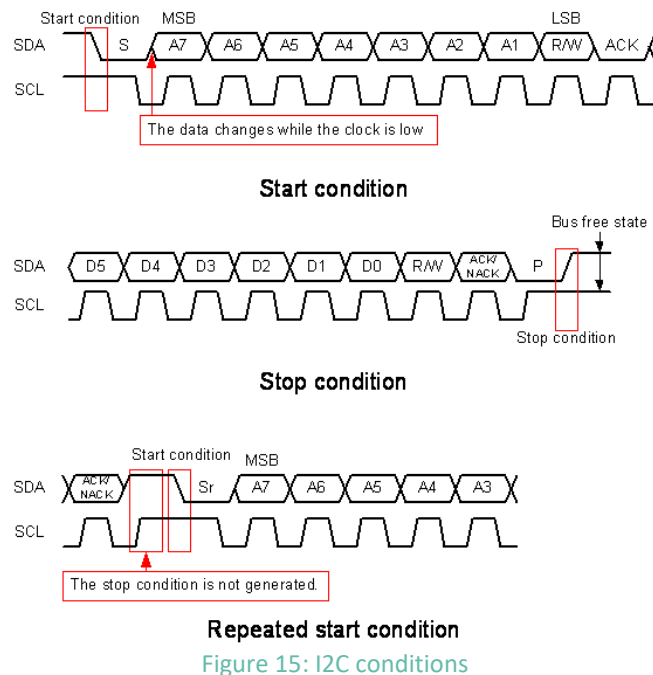 Start condition MSB LSB
SDA S A7 A6 A5 A4 A3 A2 A1 R/W ACK
SCL
The data changes while the clock is low
Start condition
Bus free state
SDA D5 D4 D3 D2 D1 D0 R/W ACK/ NACK P
SCL
Stop condition
Stop condition
Start condition MSB
SDA ACK/ NACK Sr A7 A6 A5 A4 A3
SCL
The stop condition is not generated.
Repeated start condition
Figure 15: I2C conditions